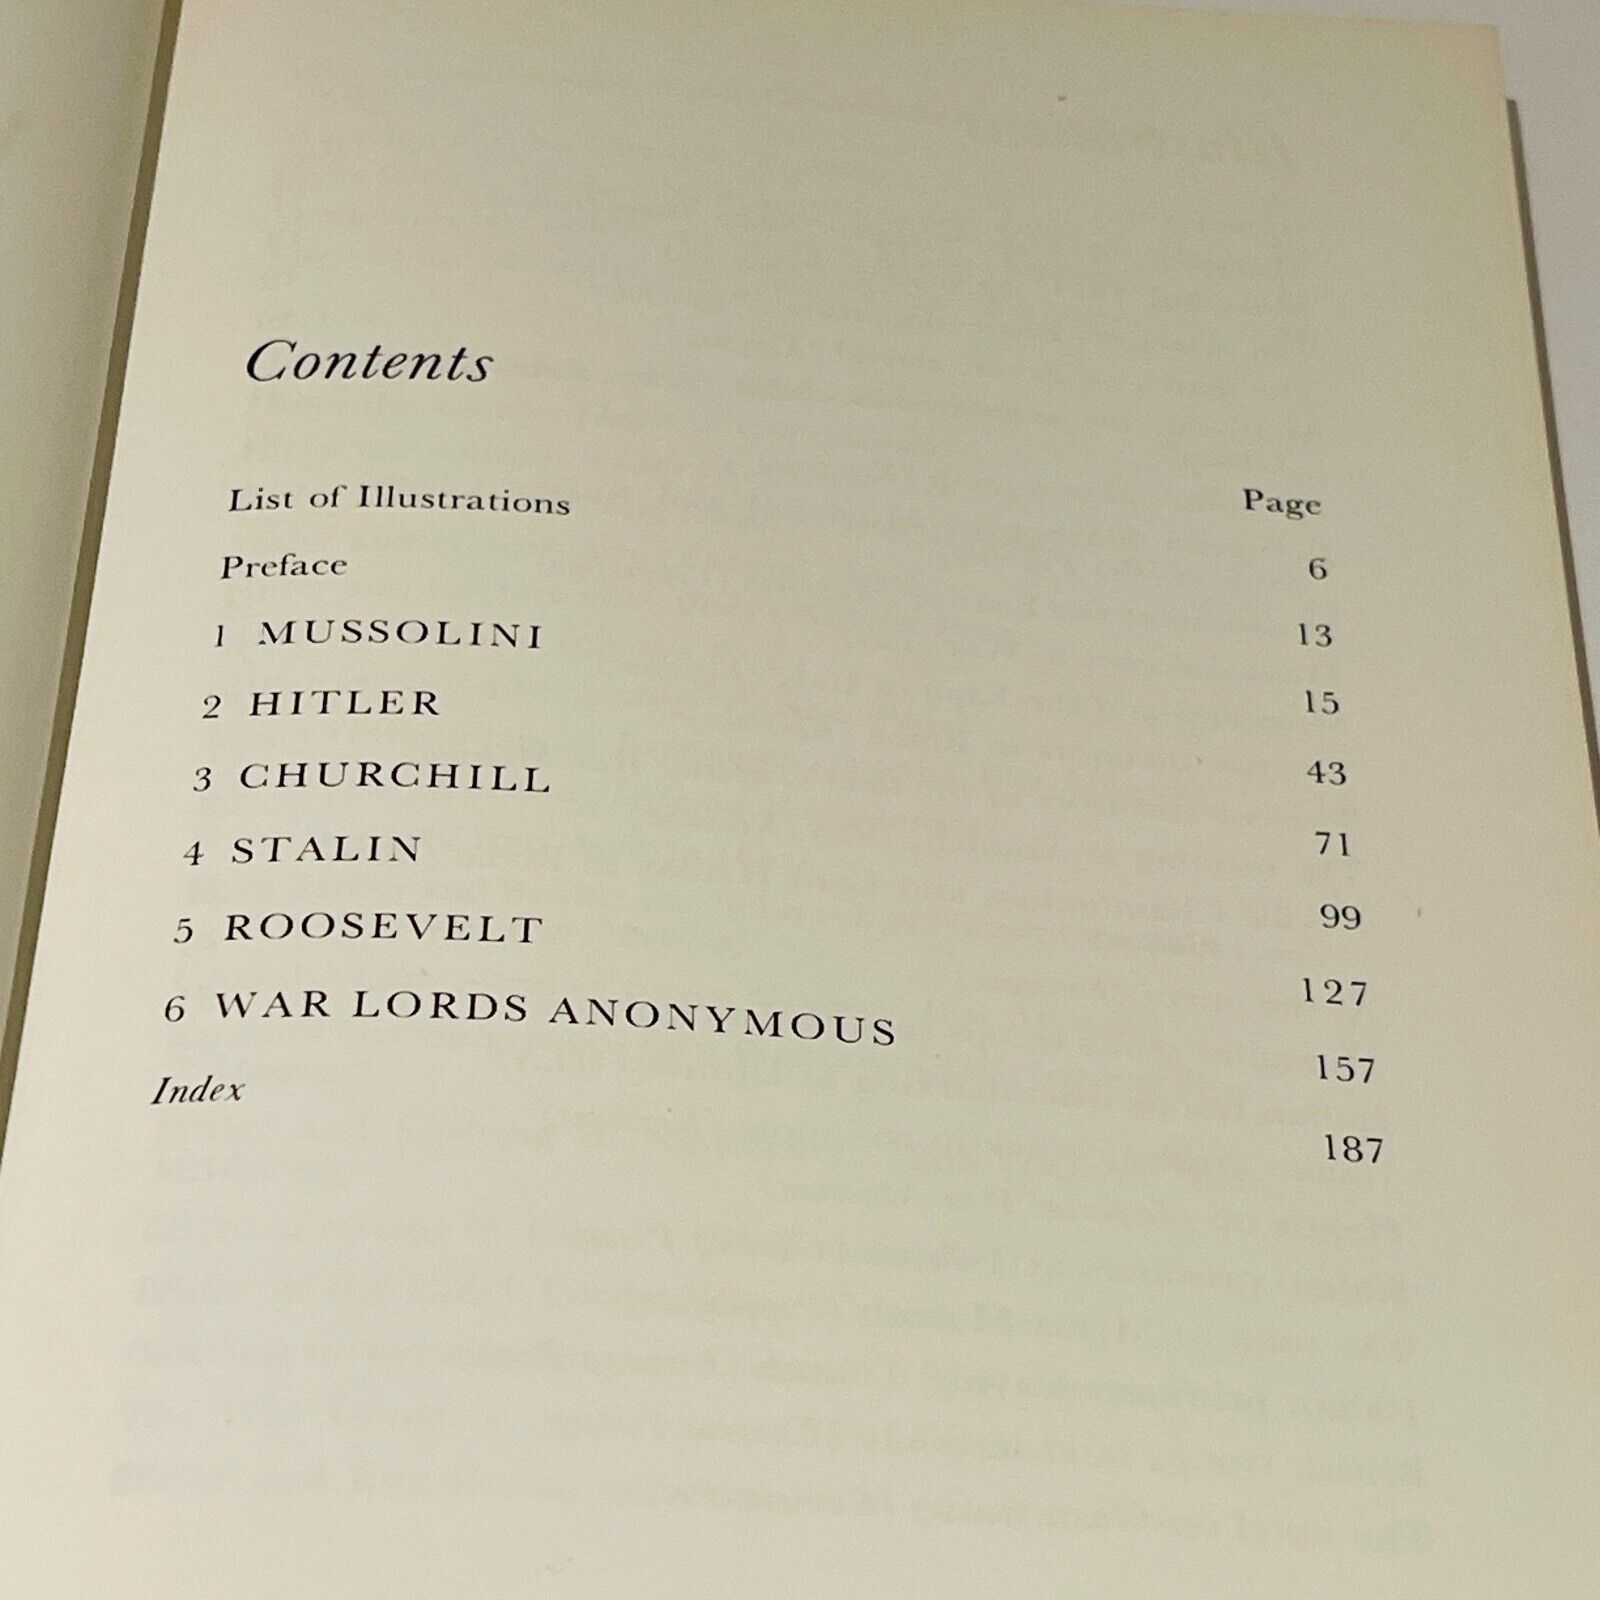 Contents
Page
List of Illustrations 6
Preface 13
1 MUSSOLINI 15
2 HITLER 43
3 CHURCHILL 71
4 STALIN 99
5 ROOSEVELT 127
6 WAR LORDS ANONYMOUS 157
Index 187